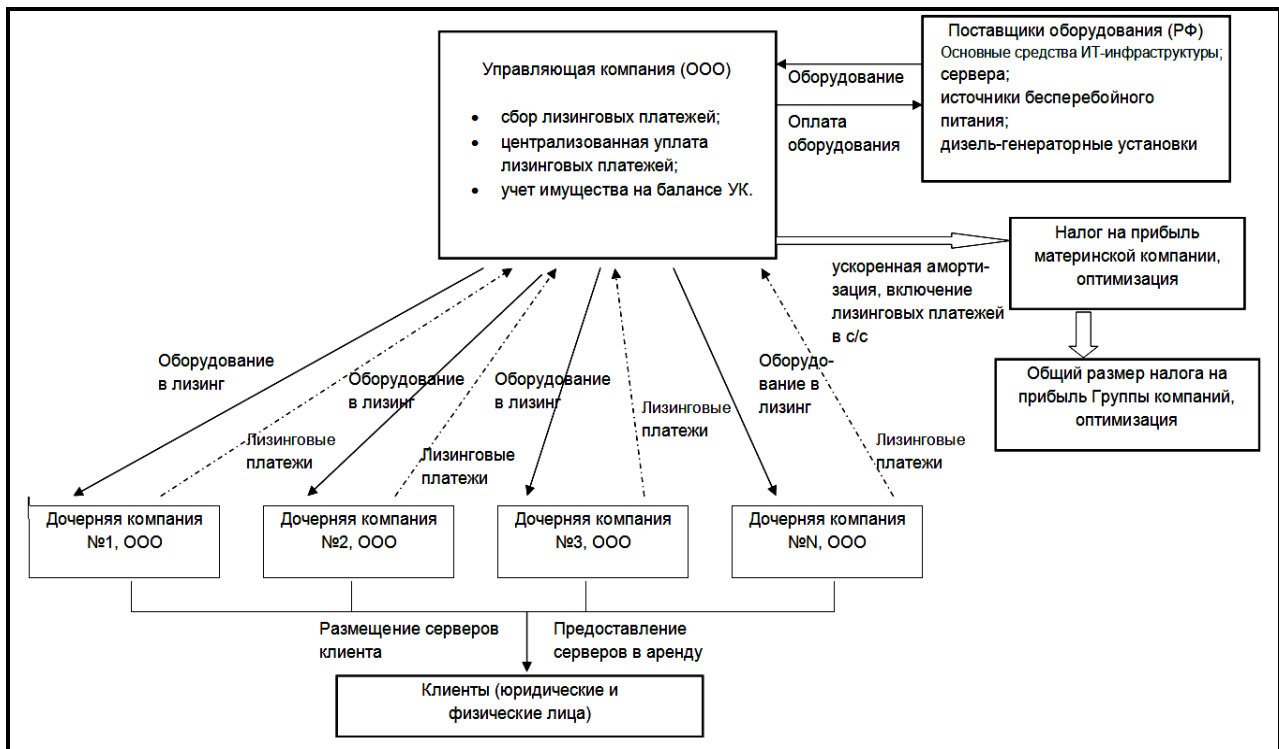 Управляющая компания (ООО)
• сбор лизинговых платежей;
• централизованная уплата
лизинговых платежей;
• учет имущества на балансе УК.
Оборудование
Оплата
оборудования
Поставщики оборудования (РФ)
Основные средства ИТ-инфраструктуры;
сервера;
источники бесперебойного
питания;
дизель-генераторные установки
ускоренная аморти-
зация, включение
лизинговых платежей
в с/с
Налог на прибыль
материнской компании,
оптимизация
Общий размер налога на
прибыль Группы компаний,
оптимизация
Оборудование
в лизинг
Лизинговые
платежи
Оборудование
в лизинг
Лизинговые
платежи
Оборудование
в лизинг
Лизинговые
платежи
Оборудо-
вание в
лизинг
Лизинговые
платежи
Дочерняя компания
№1, ООО
Дочерняя компания
№2, ООО
Дочерняя компания
№3, ООО
Дочерняя компания
№N, ООО
Размещение серверов
клиента
Предоставление
серверов в аренду
Клиенты (юридические и
физические лица)